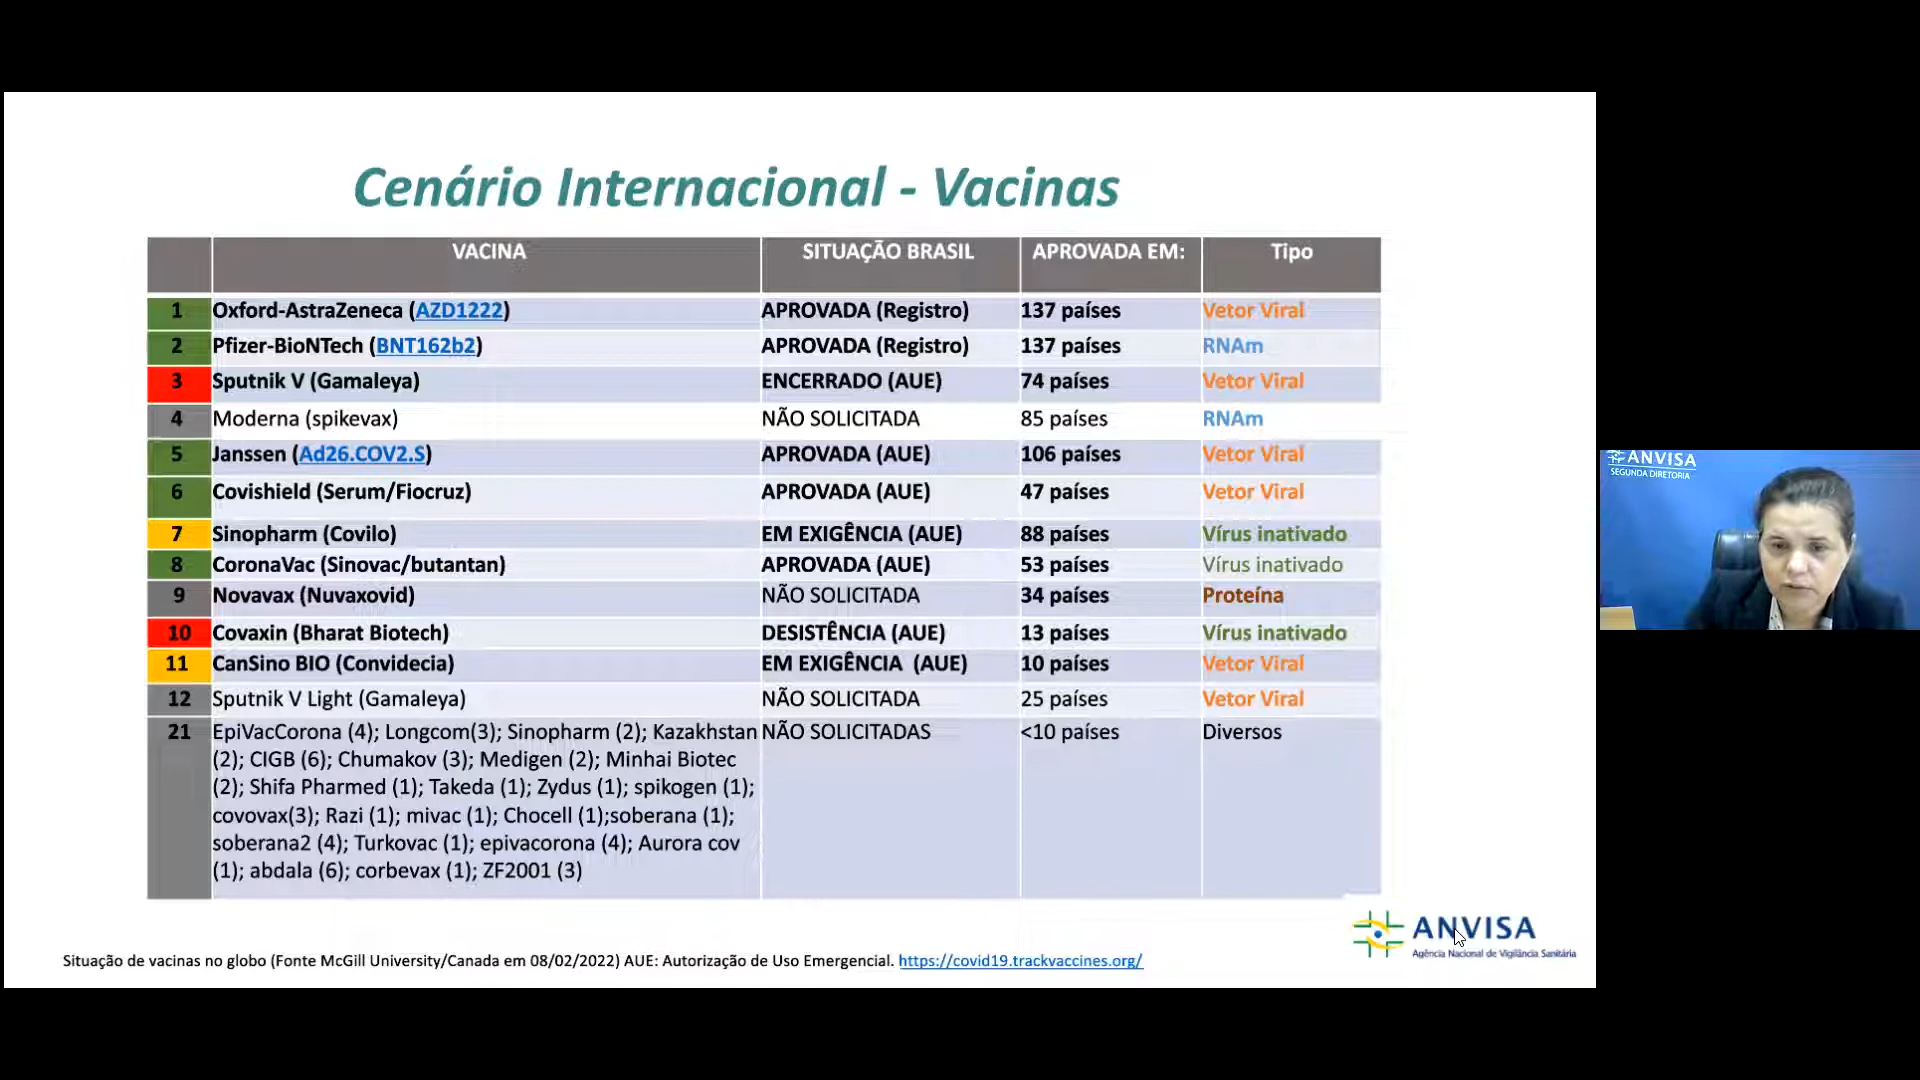 Cenário Internacional - Vacinas
VACINA SITUAÇÃO BRASIL APROVADA EM: Tipo
1 Oxford-AstraZeneca (AZD1222) APROVADA (Registro) 137 países Vetor Viral
2 Pfizer-BioNTech (BNT162b2) APROVADA (Registro) 137 países RNAm
3 Sputnik V (Gamaleya) ENCERRADO (AUE) 74 países Vetor Viral
4 Moderna (spikevax) NÃO SOLICITADA 85 países RNAm
5 Janssen (Ad26.COV2.S) APROVADA (AUE) 106 países Vetor Viral
6 Covishield (Serum/Fiocruz) APROVADA (AUE) 47 países Vetor Viral
7 Sinopharm (Covilo) EM EXIGÊNCIA (AUE) 88 países Vírus inativado
8 CoronaVac (Sinovac/butantan) APROVADA (AUE) 53 países Vírus inativado
9 Novavax (Nuvaxovid) NÃO SOLICITADA 34 países Proteína
10 Covaxin (Bharat Biotech) DESISTÊNCIA (AUE) 13 países Vírus inativado
11 CanSino BIO (Convidecia) EM EXIGÊNCIA (AUE) 10 países Vetor Viral
12 Sputnik V Light (Gamaleya) NÃO SOLICITADA 25 países Vetor Viral
21 EpiVacCorona (4); Longcom(3); Sinopharm (2); Kazakhstan NÃO SOLICITADAS <10 países Diversos
(2); CIGB (6); Chumakov (3); Medigen (2); Minhai Biotec
(2); Shifa Pharmed (1); Takeda (1); Zydus (1); spikogen (1);
covovax(3); Razi (1); mivac (1); Chocell (1);soberana (1);
soberana2 (4); Turkovac (1); epivacorona (4); Aurora cov
(1); abdala (6); corbevax (1); ZF2001 (3)
ANVISA
Agência Nacional de Vigilância Sanitária
Situação de vacinas no globo (Fonte McGill University/Canada em 08/02/2022) AUE: Autorização de Uso Emergencial. https://covid19.trackvaccines.org/
ANVISA
SEGUNDA DIRETORIA